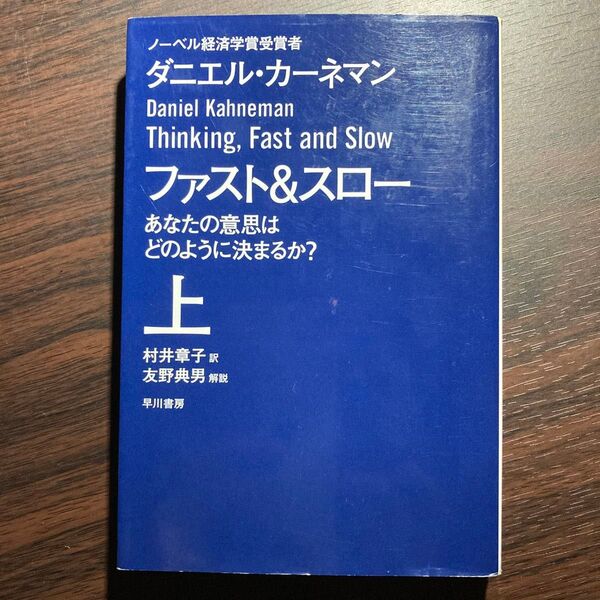 ノーベル経済学賞受賞者
ダニエル・カーネマン
Daniel Kahneman
Thinking, Fast and Slow
ファスト&スロー
あなたの意思は
どのように決まるか?
上
村井章子 訳
友野典男 解説
早川書房